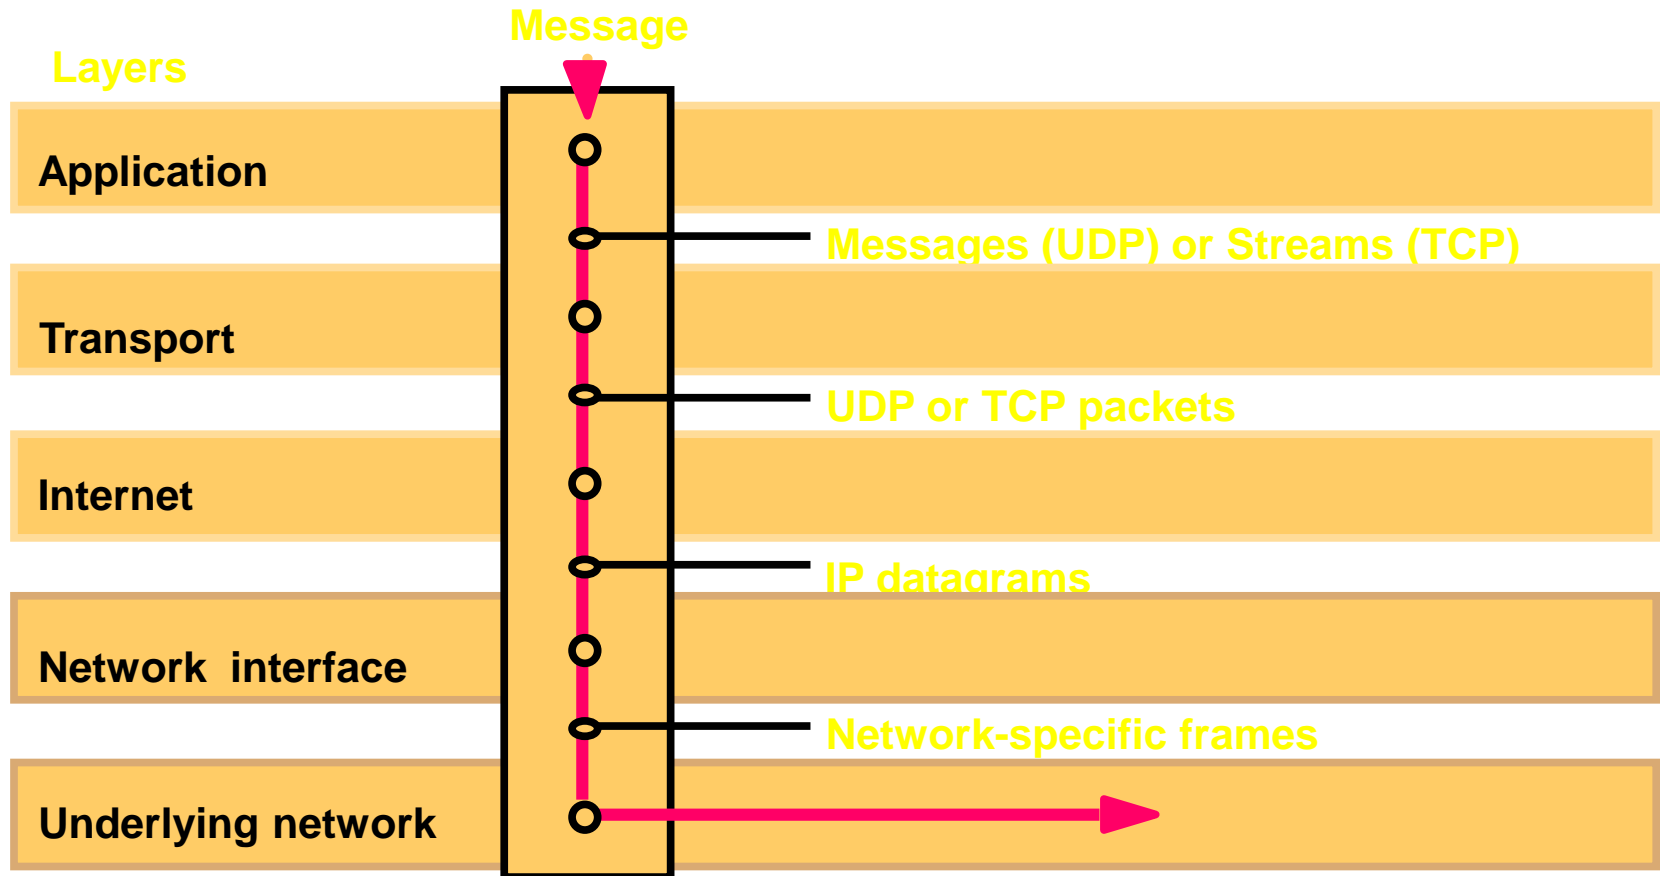 Message
Layers
Application
Messages (UDP) or Streams (TCP)
Transport
UDP or TCP packets
Internet
IP datagrams
Network interface
Network-specific frames
Underlying network